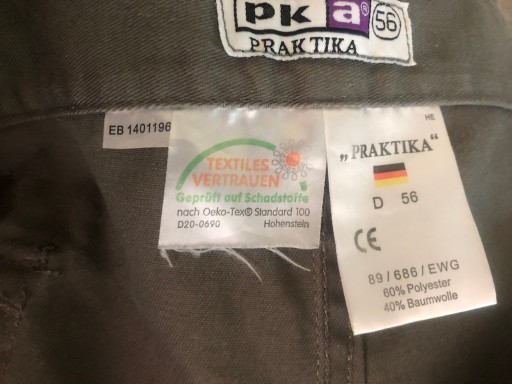 pka® 56
PRAKTIKA
EB 1401196
TEXTILES
VERTRAUEN
Geprüft auf Schadstoffe
nach Oeko-Tex® Standard 100
D20-0690 Hohenstein
HE
„PRAKTIKA“
D 56
CE
89/686/EWG
60% Polyester
40% Baumwolle